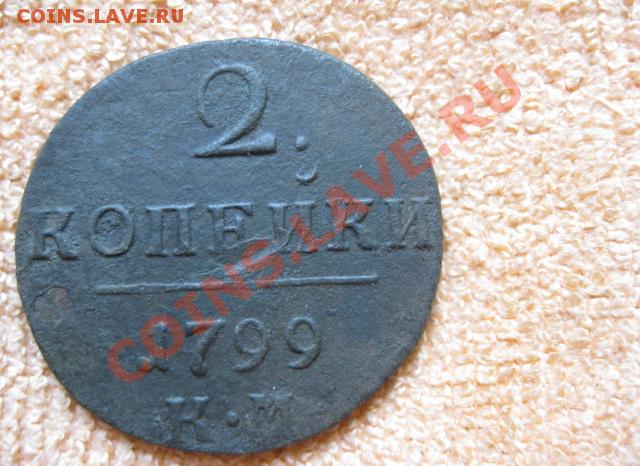 COINS.LAVE.RU
2.
КОПЕЙКИ
1799
К·М
COINS.LAVE.RU